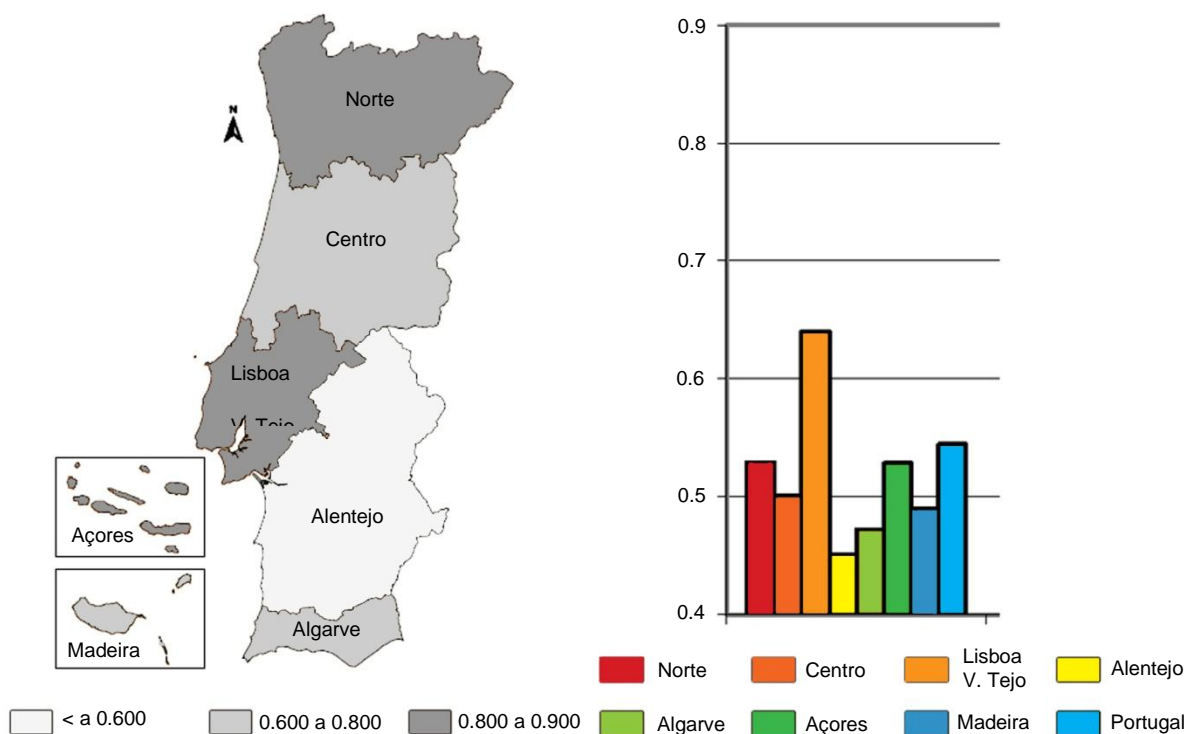 N
Norte
Centro
Lisboa
V. Tejo
Alentejo
Açores
Algarve
Madeira
< a 0.600
0.600 a 0.800
0.800 a 0.900
0.9
0.8
0.7
0.6
0.5
0.4
Norte
Centro
Lisboa
V. Tejo
Alentejo
Algarve
Açores
Madeira
Portugal